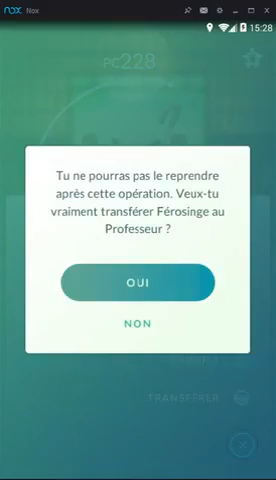 nox Nox
15:28
PC228
Tu ne pourras pas le reprendre
après cette opération. Veux-tu
vraiment transférer Férosinge au
Professeur ?
OUI
NON
TRANSFÉRER